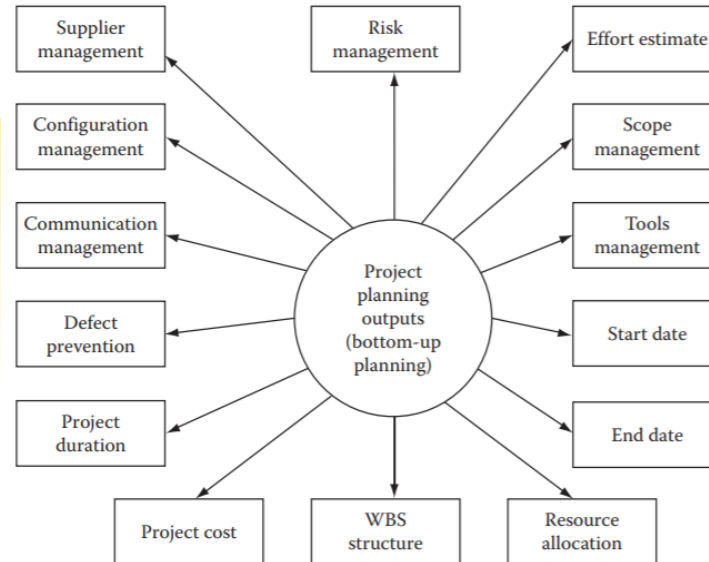 Supplier
management
Risk
management
Effort estimate
Configuration
management
Scope
management
Communication
management
Tools
management
Project
planning
outputs
(bottom-up
planning)
Defect
prevention
Start date
Project
duration
End date
Project cost
WBS
structure
Resource
allocation